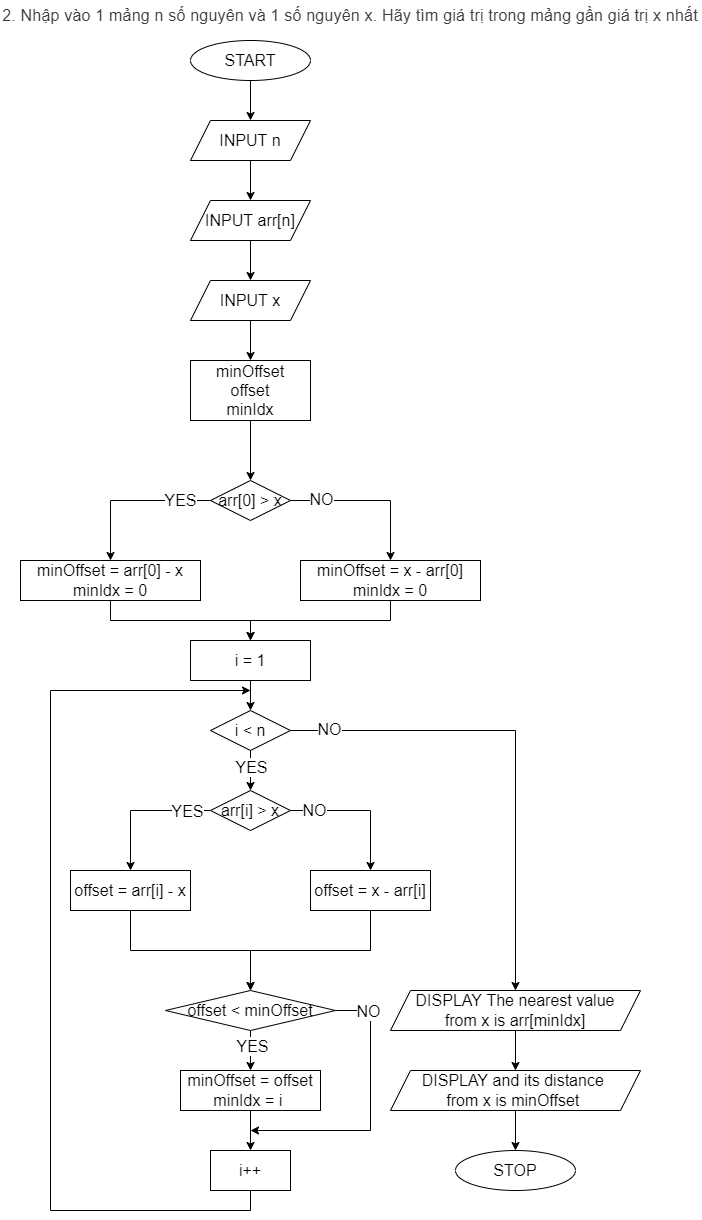 2. Nhập vào 1 mảng n số nguyên và 1 số nguyên x. Hãy tìm giá trị trong mảng gần giá trị x nhất
START
INPUT n
INPUT arr[n]
INPUT x
minOffset
offset
minIdx
YES
arr[0] > x
NO
minOffset = arr[0] - x
minIdx = 0
minOffset = x - arr[0]
minIdx = 0
i = 1
i < n
NO
YES
YES
arr[i] > x
NO
offset = arr[i] - x
offset = x - arr[i]
offset < minOffset
NO
YES
minOffset = offset
minIdx = i
i++
DISPLAY The nearest value
from x is arr[minIdx]
DISPLAY and its distance
from x is minOffset
STOP